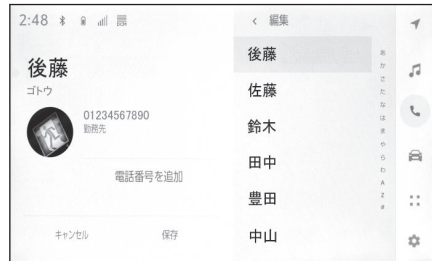 2:48
後藤
ゴトウ
01234567890
勤務先
電話番号を追加
キャンセル
保存
編集
後藤
佐藤
鈴木
田中
豊田
中山
あ
か
さ
た
な
は
ま
や
ら
わ
A
Z
#